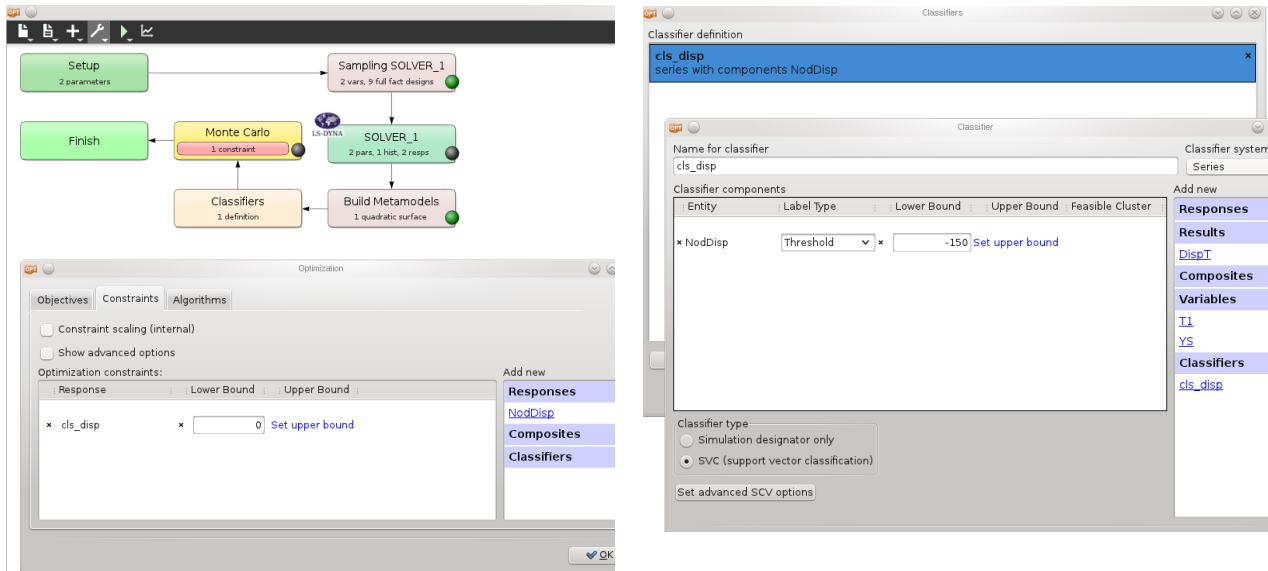 OPT
Setup
2 parameters
Sampling SOLVER_1
2 vars, 9 full fact designs
Finish
Monte Carlo
1 constraint
LS-DYNA
SOLVER_1
2 pars, 1 hist, 2 resps
Classifiers
1 definition
Build Metamodels
1 quadratic surface
OPT
Optimization
Objectives
Constraints
Algorithms
Constraint scaling (internal)
Show advanced options
Optimization constraints:
Add new
Response
Lower Bound
Upper Bound
cls_disp
0
Set upper bound
Responses
NodDisp
Composites
Classifiers
OK
OPT
Classifiers
Classifier definition
cls_disp
series with components NodDisp
OPT
Classifier
Name for classifier
Classifier system
cls_disp
Series
Classifier components
Add new
Entity
Label Type
Lower Bound
Upper Bound
Feasible Cluster
NodDisp
Threshold
-150
Set upper bound
Responses
Results
DispT
Composites
Variables
T1
YS
Classifiers
cls_disp
Classifier type
Simulation designator only
SVC (support vector classification)
Set advanced SCV options